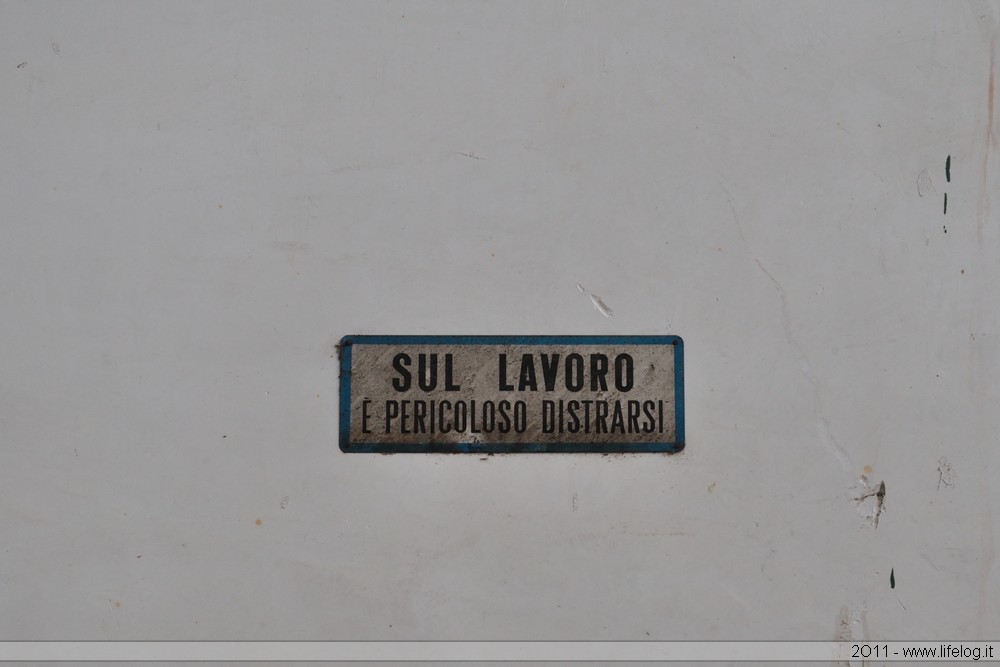 SUL LAVORO
È PERICOLOSO DISTRARSI
2011 - www.lifelog.it